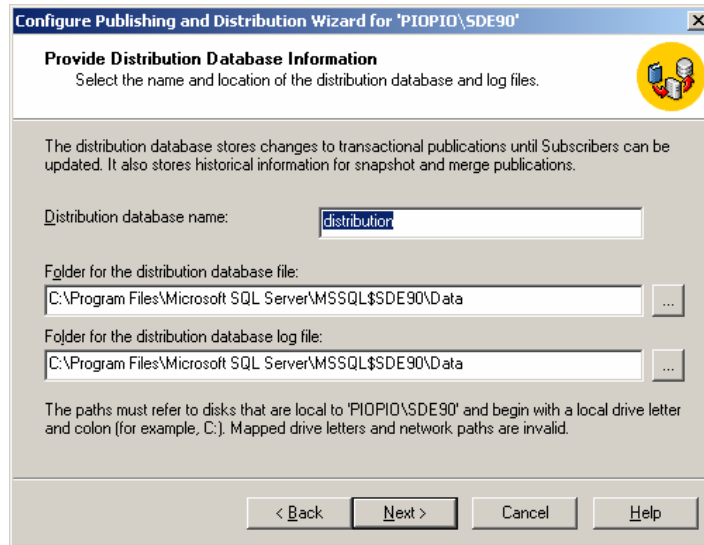 Configure Publishing and Distribution Wizard for 'PIOPIO\SDE90'
Provide Distribution Database Information
Select the name and location of the distribution database and log files.
The distribution database stores changes to transactional publications until Subscribers can be
updated. It also stores historical information for snapshot and merge publications.
Distribution database name:
distribution
Folder for the distribution database file:
C:\Program Files\Microsoft SQL Server\MSSQL$SDE90\Data
...
Folder for the distribution database log file:
C:\Program Files\Microsoft SQL Server\MSSQL$SDE90\Data
...
The paths must refer to disks that are local to 'PIOPIO\SDE90' and begin with a local drive letter
and colon (for example, C:). Mapped drive letters and network paths are invalid.
< Back Next > Cancel Help